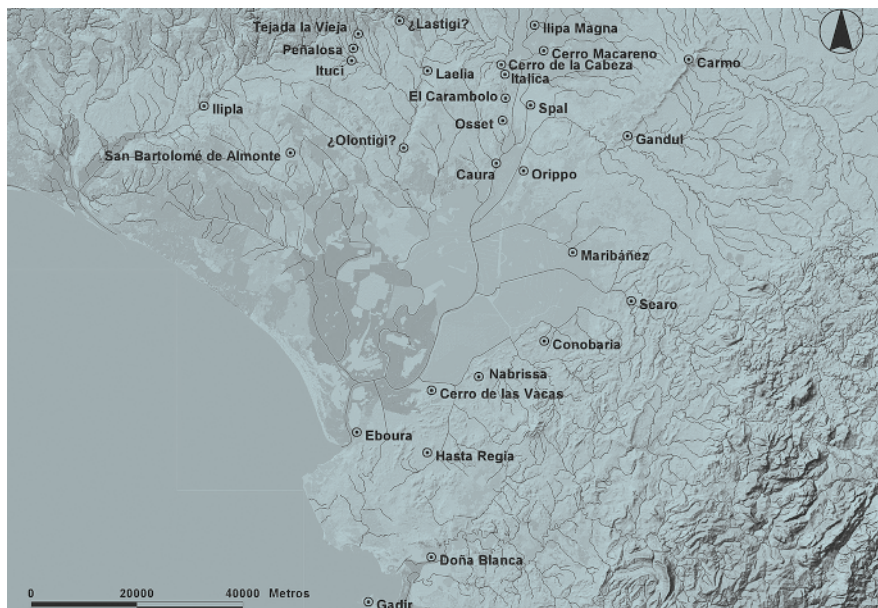 ¿Lastigi?
Tejada la Vieja
Ilipa Magna
Peñalosa
Cerro Macareno
Ituci
Cerro de la Cabeza
Carmo
Laelia
Italica
El Carambolo
Ilipla
Spal
Osset
¿Olontigi?
Gandul
San Bartolomé de Almonte
Caura
Orippo
Maribáñez
Searo
Conobaria
Nabrissa
Cerro de las Vacas
Eboura
Hasta Regia
Doña Blanca
0 20000 40000 Metros
Gadir